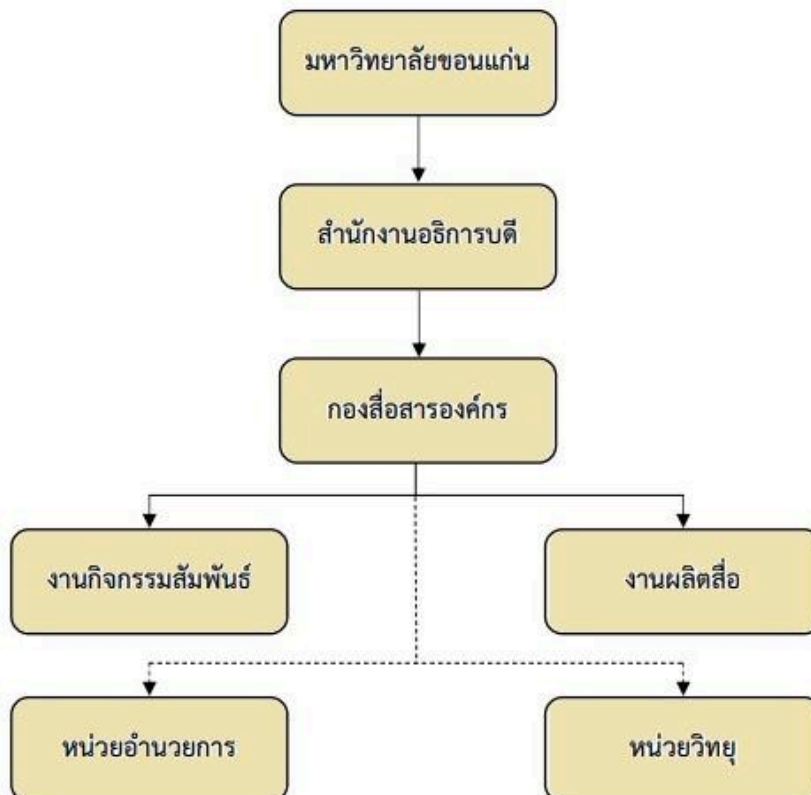 มหาวิทยาลัยขอนแก่น
สำนักงานอธิการบดี
กองสื่อสารองค์กร
งานกิจกรรมสัมพันธ์
งานผลิตสื่อ
หน่วยอำนวยการ
หน่วยวิทยุ